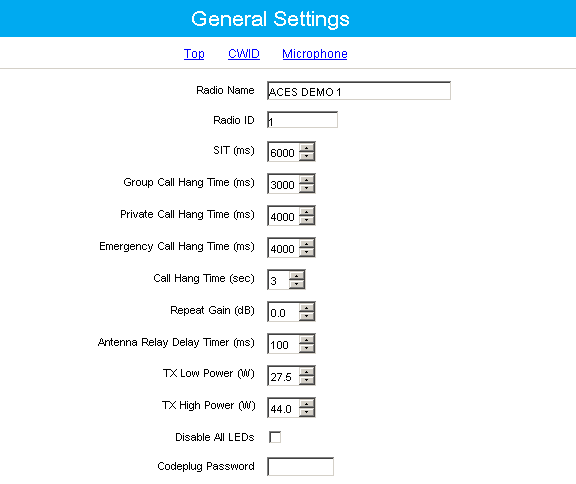 General Settings
Top CWID Microphone
Radio Name ACES DEMO 1
Radio ID 1
SIT (ms) 6000
Group Call Hang Time (ms) 3000
Private Call Hang Time (ms) 4000
Emergency Call Hang Time (ms) 4000
Call Hang Time (sec) 3
Repeat Gain (dB) 0.0
Antenna Relay Delay Timer (ms) 100
TX Low Power (W) 27.5
TX High Power (W) 44.0
Disable All LEDs
Codeplug Password